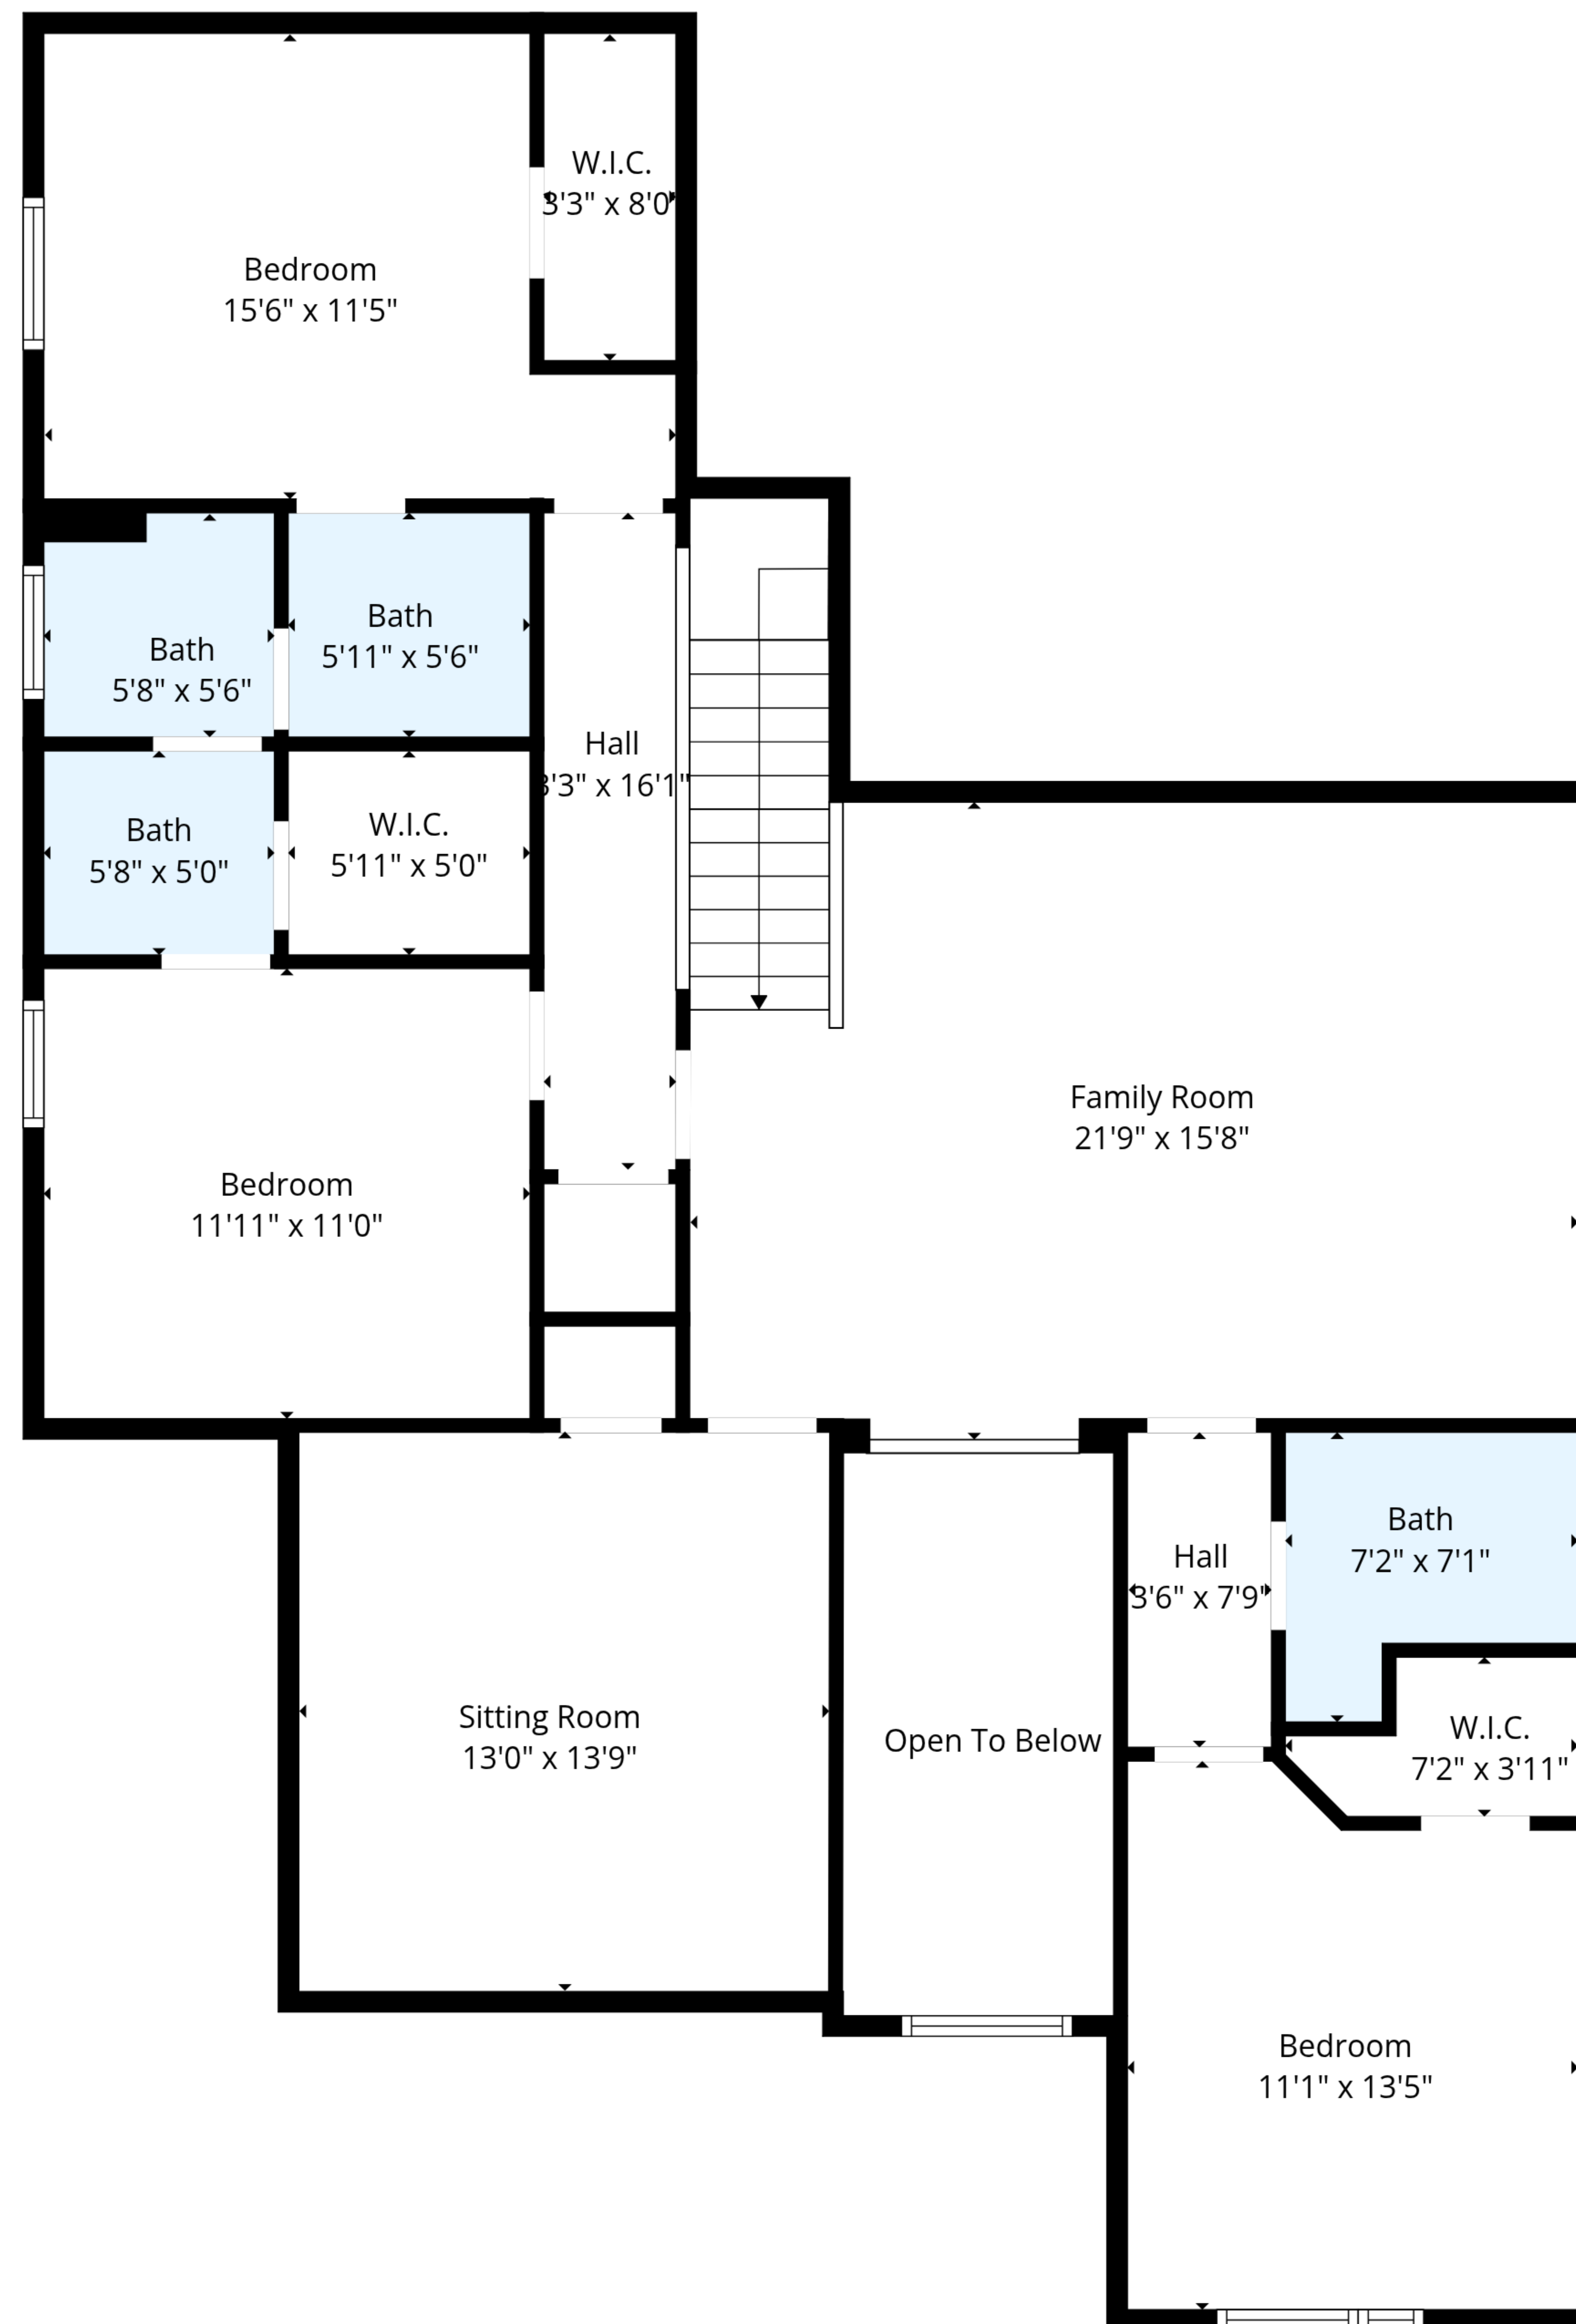 W.I.C.
3'3" x 8'0"
Bedroom
15'6" x 11'5"
Bath
5'11" x 5'6"
Bath
5'8" x 5'6"
Hall
3'3" x 16'1"
W.I.C.
5'11" x 5'0"
Bath
5'8" x 5'0"
Family Room
21'9" x 15'8"
Bedroom
11'11" x 11'0"
Bath
7'2" x 7'1"
Hall
3'6" x 7'9"
Sitting Room
13'0" x 13'9"
Open To Below
W.I.C.
7'2" x 3'11"
Bedroom
11'1" x 13'5"